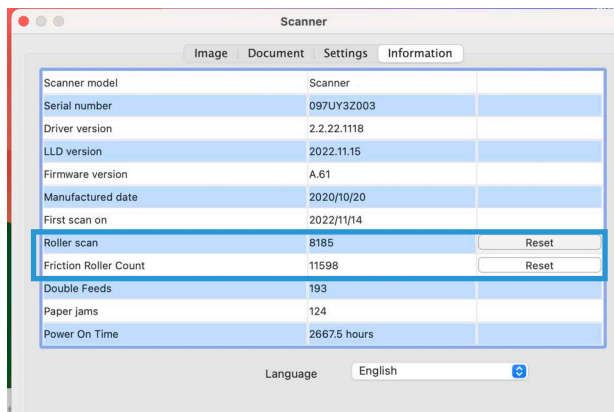 Scanner
Image Document Settings Information
Scanner model Scanner
Serial number 097UY3Z003
Driver version 2.2.22.1118
LLD version 2022.11.15
Firmware version A.61
Manufactured date 2020/10/20
First scan on 2022/11/14
Roller scan 8185 Reset
Friction Roller Count 11598 Reset
Double Feeds 193
Paper jams 124
Power On Time 2667.5 hours
Language English